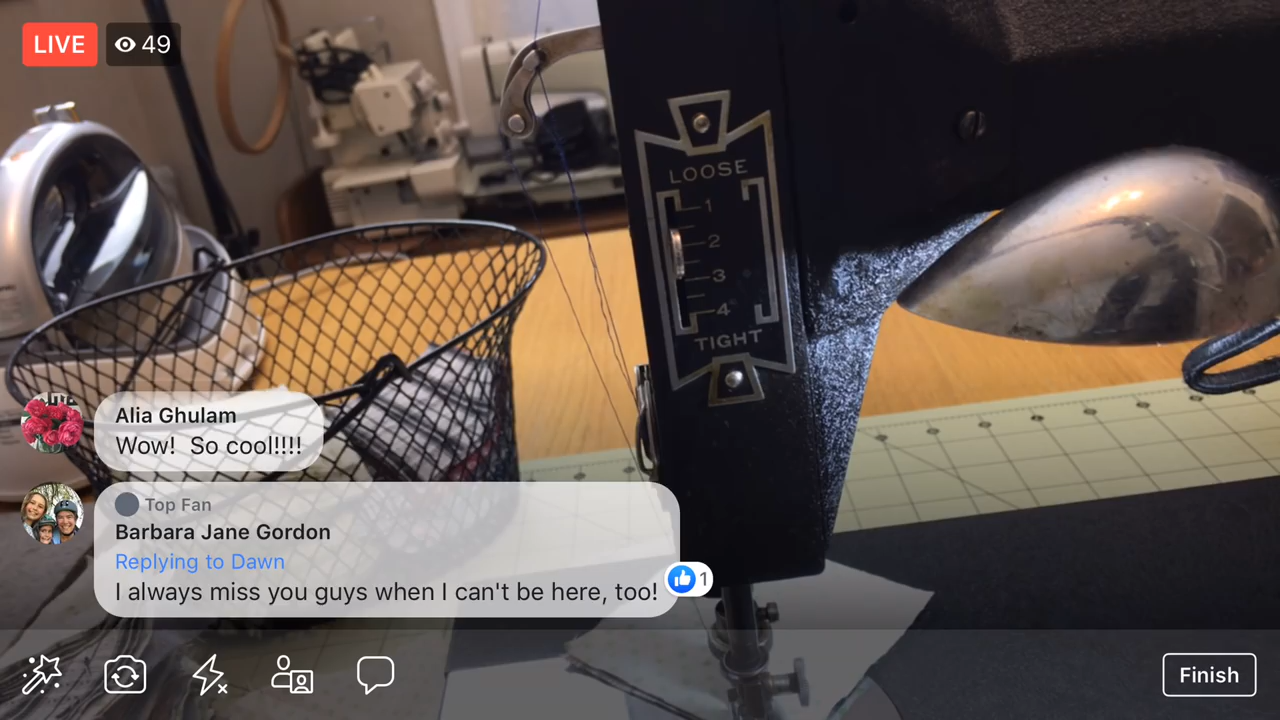 LIVE
49
LOOSE
1
2
3
4
TIGHT
Alia Ghulam
Wow! So cool!!!!
Top Fan
Barbara Jane Gordon
Replying to Dawn
I always miss you guys when I can't be here, too!
1
Finish